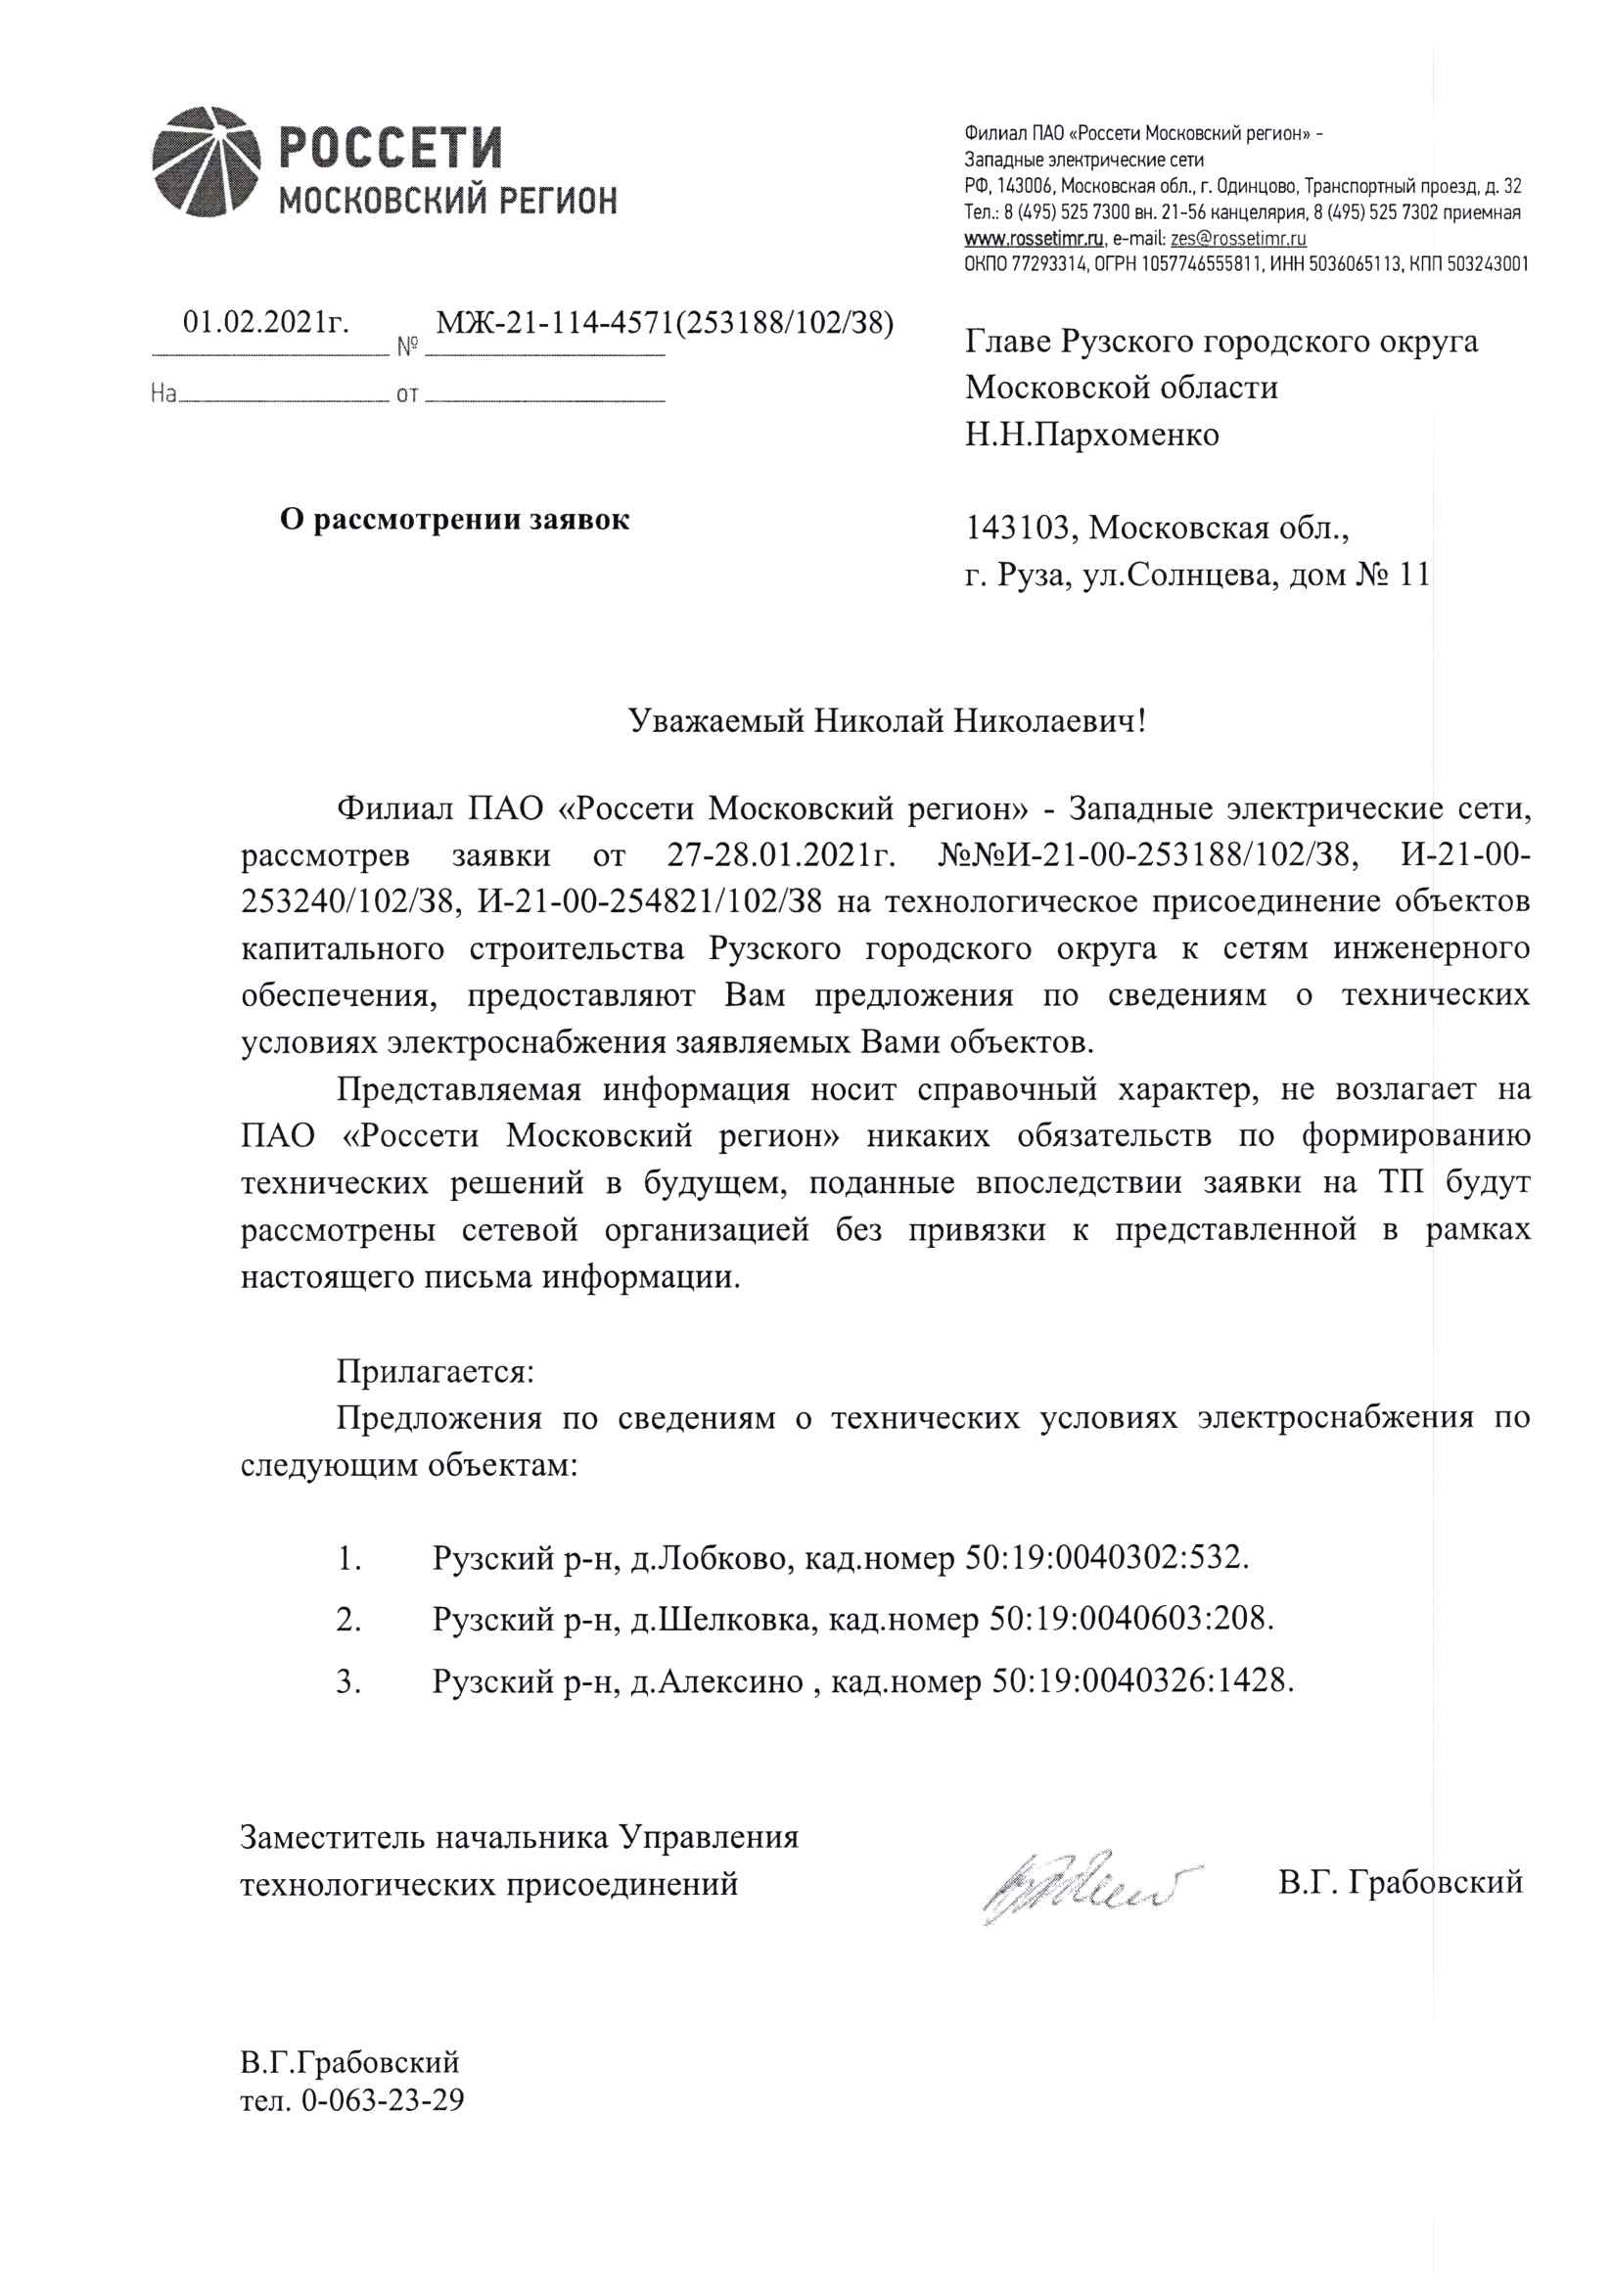 РОССЕТИ
МОСКОВСКИЙ РЕГИОН
Филиал ПАО «Россети Московский регион» -
Западные электрические сети
РФ, 143006, Московская обл., г. Одинцово, Транспортный проезд, д. 32
Тел.: 8 (495) 525 7300 вн. 21-56 канцелярия, 8 (495) 525 7302 приемная
www.rossetimr.ru, e-mail: zes@rossetimr.ru
ОКПО 77293314, ОГРН 1057746555811, ИНН 5036065113, КПП 503243001
01.02.2021г. № МЖ-21-114-4571(253188/102/З8)
На от
Главе Рузского городского округа
Московской области
Н.Н.Пархоменко
О рассмотрении заявок
143103, Московская обл.,
г. Руза, ул.Солнцева, дом № 11
Уважаемый Николай Николаевич!
Филиал ПАО «Россети Московский регион» - Западные электрические сети,
рассмотрев заявки от 27-28.01.2021г. №№И-21-00-253188/102/З8, И-21-00-
253240/102/З8, И-21-00-254821/102/З8 на технологическое присоединение объектов
капитального строительства Рузского городского округа к сетям инженерного
обеспечения, предоставляют Вам предложения по сведениям о технических
условиях электроснабжения заявляемых Вами объектов.
Представляемая информация носит справочный характер, не возлагает на
ПАО «Россети Московский регион» никаких обязательств по формированию
технических решений в будущем, поданные впоследствии заявки на ТП будут
рассмотрены сетевой организацией без привязки к представленной в рамках
настоящего письма информации.
Прилагается:
Предложения по сведениям о технических условиях электроснабжения по
следующим объектам:
1. Рузский р-н, д.Лобково, кад.номер 50:19:0040302:532.
2. Рузский р-н, д.Шелковка, кад.номер 50:19:0040603:208.
3. Рузский р-н, д.Алексино , кад.номер 50:19:0040326:1428.
Заместитель начальника Управления
технологических присоединений
В.Г. Грабовский
В.Г.Грабовский
тел. 0-063-23-29